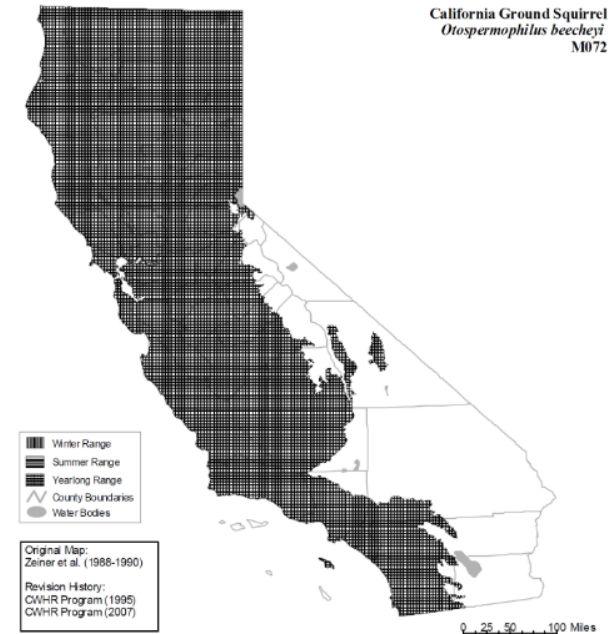 California Ground Squirrel
Otospermophilus beecheyi
M072
Winter Range
Summer Range
Yearlong Range
County Boundaries
Water Bodies
Original Map:
Zeiner et al. (1988-1990)
Revision History:
CWHR Program (1995)
CWHR Program (2007)
0 25 50 100 Miles